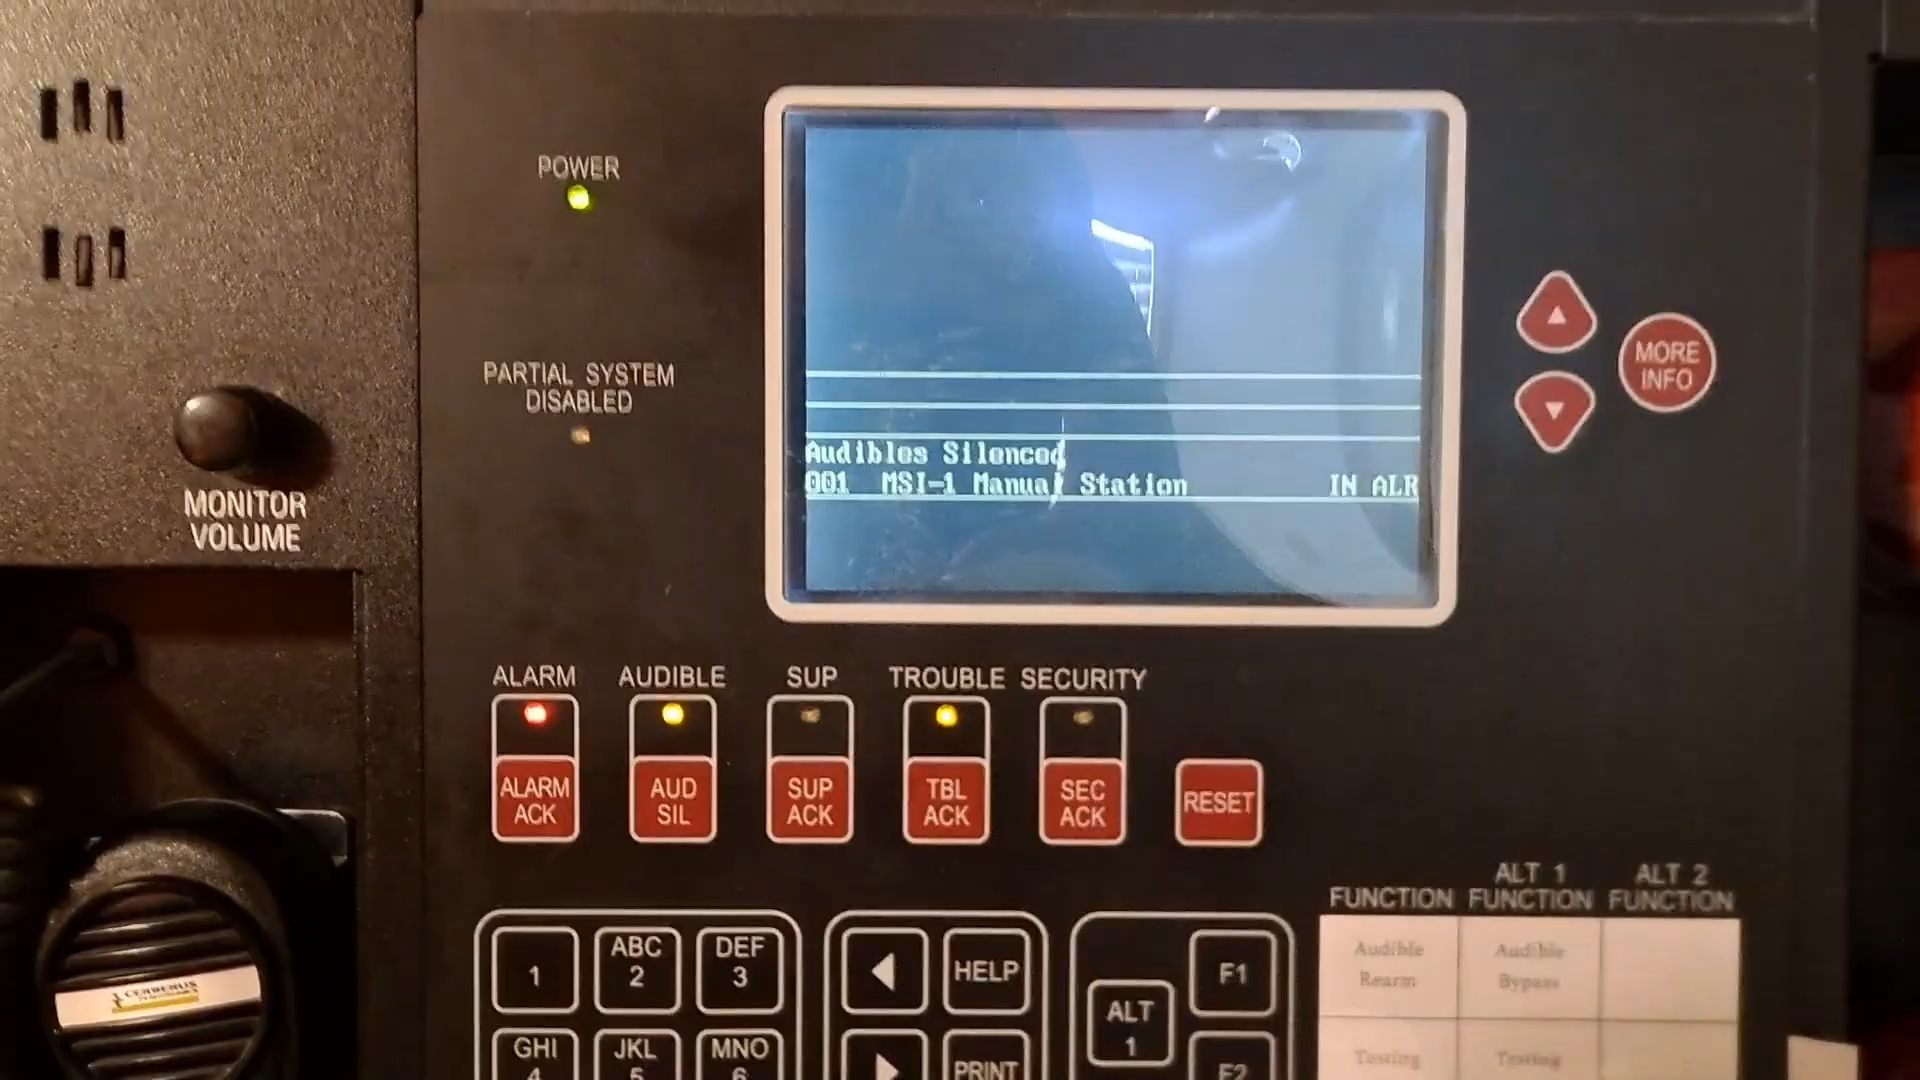 POWER
PARTIAL SYSTEM
DISABLED
MONITOR
VOLUME
Audibles Silenced
001 MSI-1 Manual Station IN ALR
MORE
INFO
ALARM AUDIBLE SUP TROUBLE SECURITY
ALARM
ACK
AUD
SIL
SUP
ACK
TBL
ACK
SEC
ACK
RESET
FUNCTION
ALT 1
FUNCTION
ALT 2
FUNCTION
Audible
Rearm
Audible
Bypass
Testing
Testing
1
ABC
2
DEF
3
HELP
ALT
1
F1
GHI
4
JKL
5
MNO
6
PRINT
F2
CERBERUS